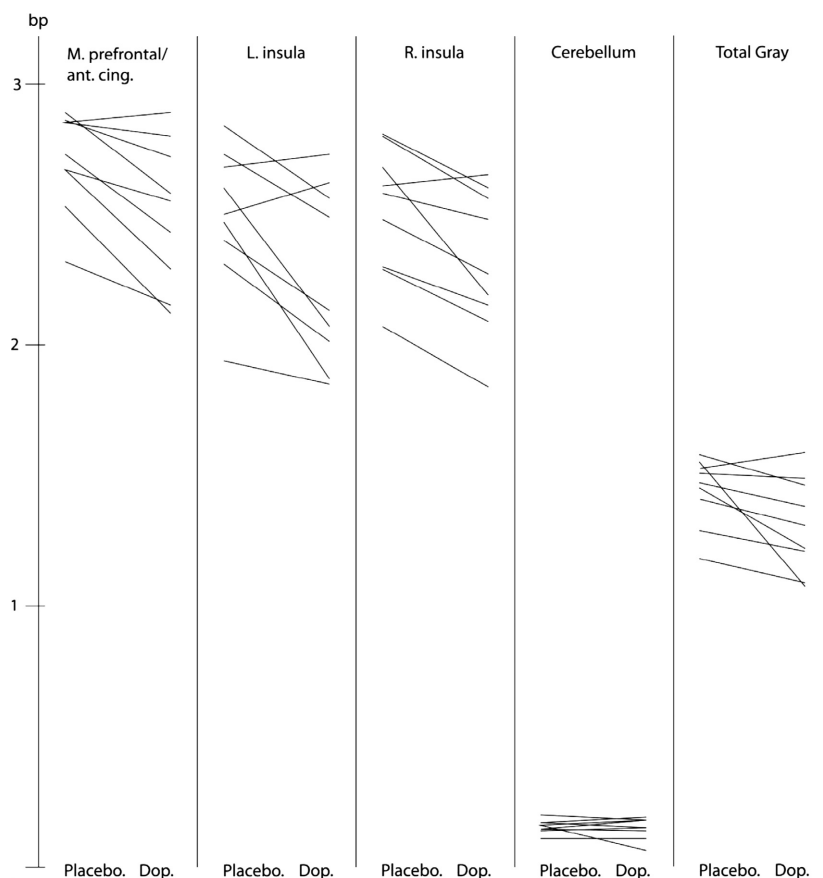 bp
M. prefrontal/
ant. cing.
L. insula
R. insula
Cerebellum
Total Gray
3
2
1
Placebo. Dop.
Placebo. Dop.
Placebo. Dop.
Placebo. Dop.
Placebo. Dop.